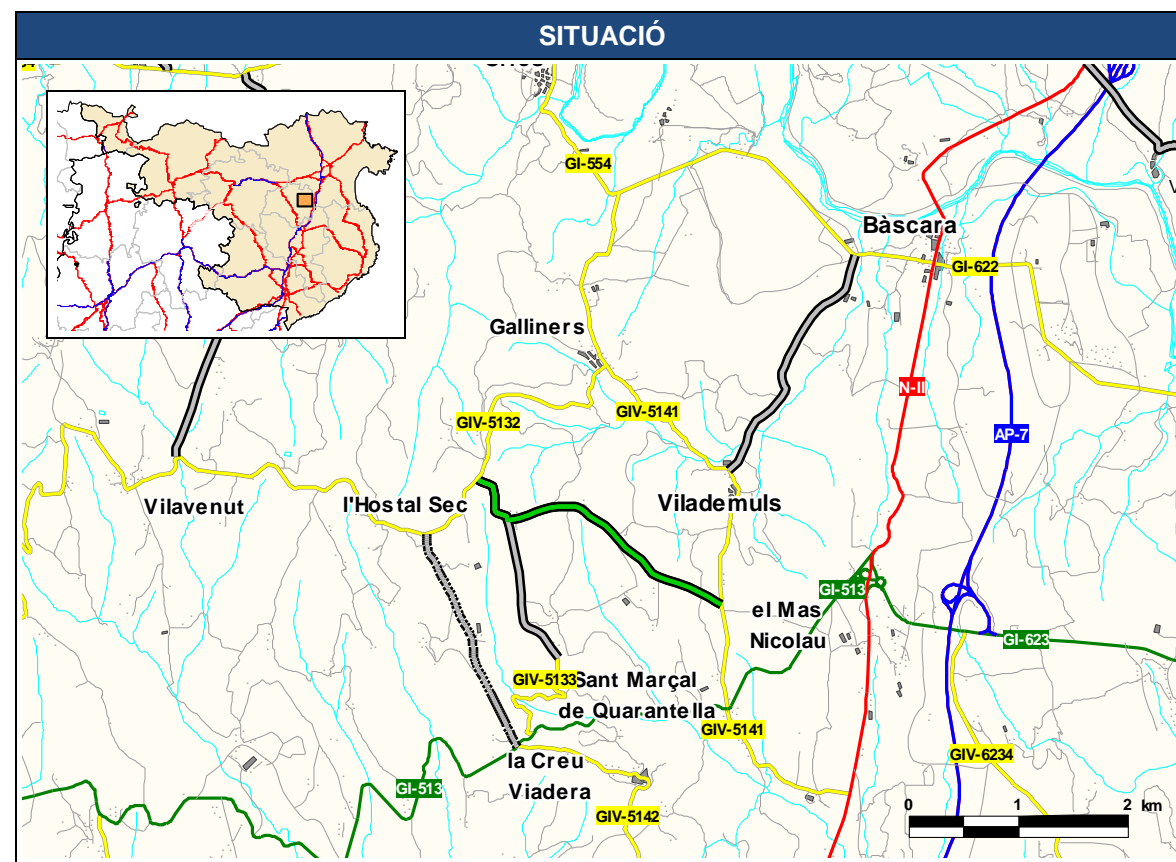 SITUACIÓ
GI-554
Bàscara
GI-622
Galliners
N-II
GIV-5132
GIV-5141
AP-7
Vilavenut
l'Hostal Sec
Vilademuls
GI-513
el Mas
Nicolau
GI-623
GIV-5133
Sant Marçal
de Quarantella
GIV-5141
GIV-6234
la Creu
Viadera
GI-513
GIV-5142
0 1 2 km